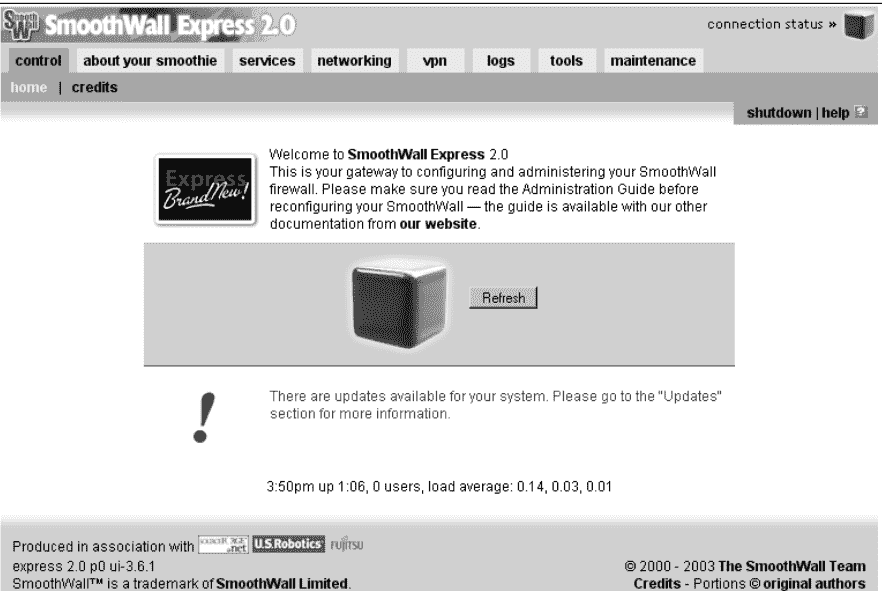 Smooth Wall SmoothWall Express 2.0
connection status »
control about your smoothie services networking vpn logs tools maintenance
home | credits
shutdown | help ?
Express
Brand New!
Welcome to SmoothWall Express 2.0
This is your gateway to configuring and administering your SmoothWall
firewall. Please make sure you read the Administration Guide before
reconfiguring your SmoothWall — the guide is available with our other
documentation from our website.
Refresh
!
There are updates available for your system. Please go to the "Updates"
section for more information.
3:50pm up 1:06, 0 users, load average: 0.14, 0.03, 0.01
Produced in association with .net U.S.Robotics FUJITSU
express 2.0 p0 ui-3.6.1
SmoothWall™ is a trademark of SmoothWall Limited.
© 2000 - 2003 The SmoothWall Team
Credits - Portions © original authors